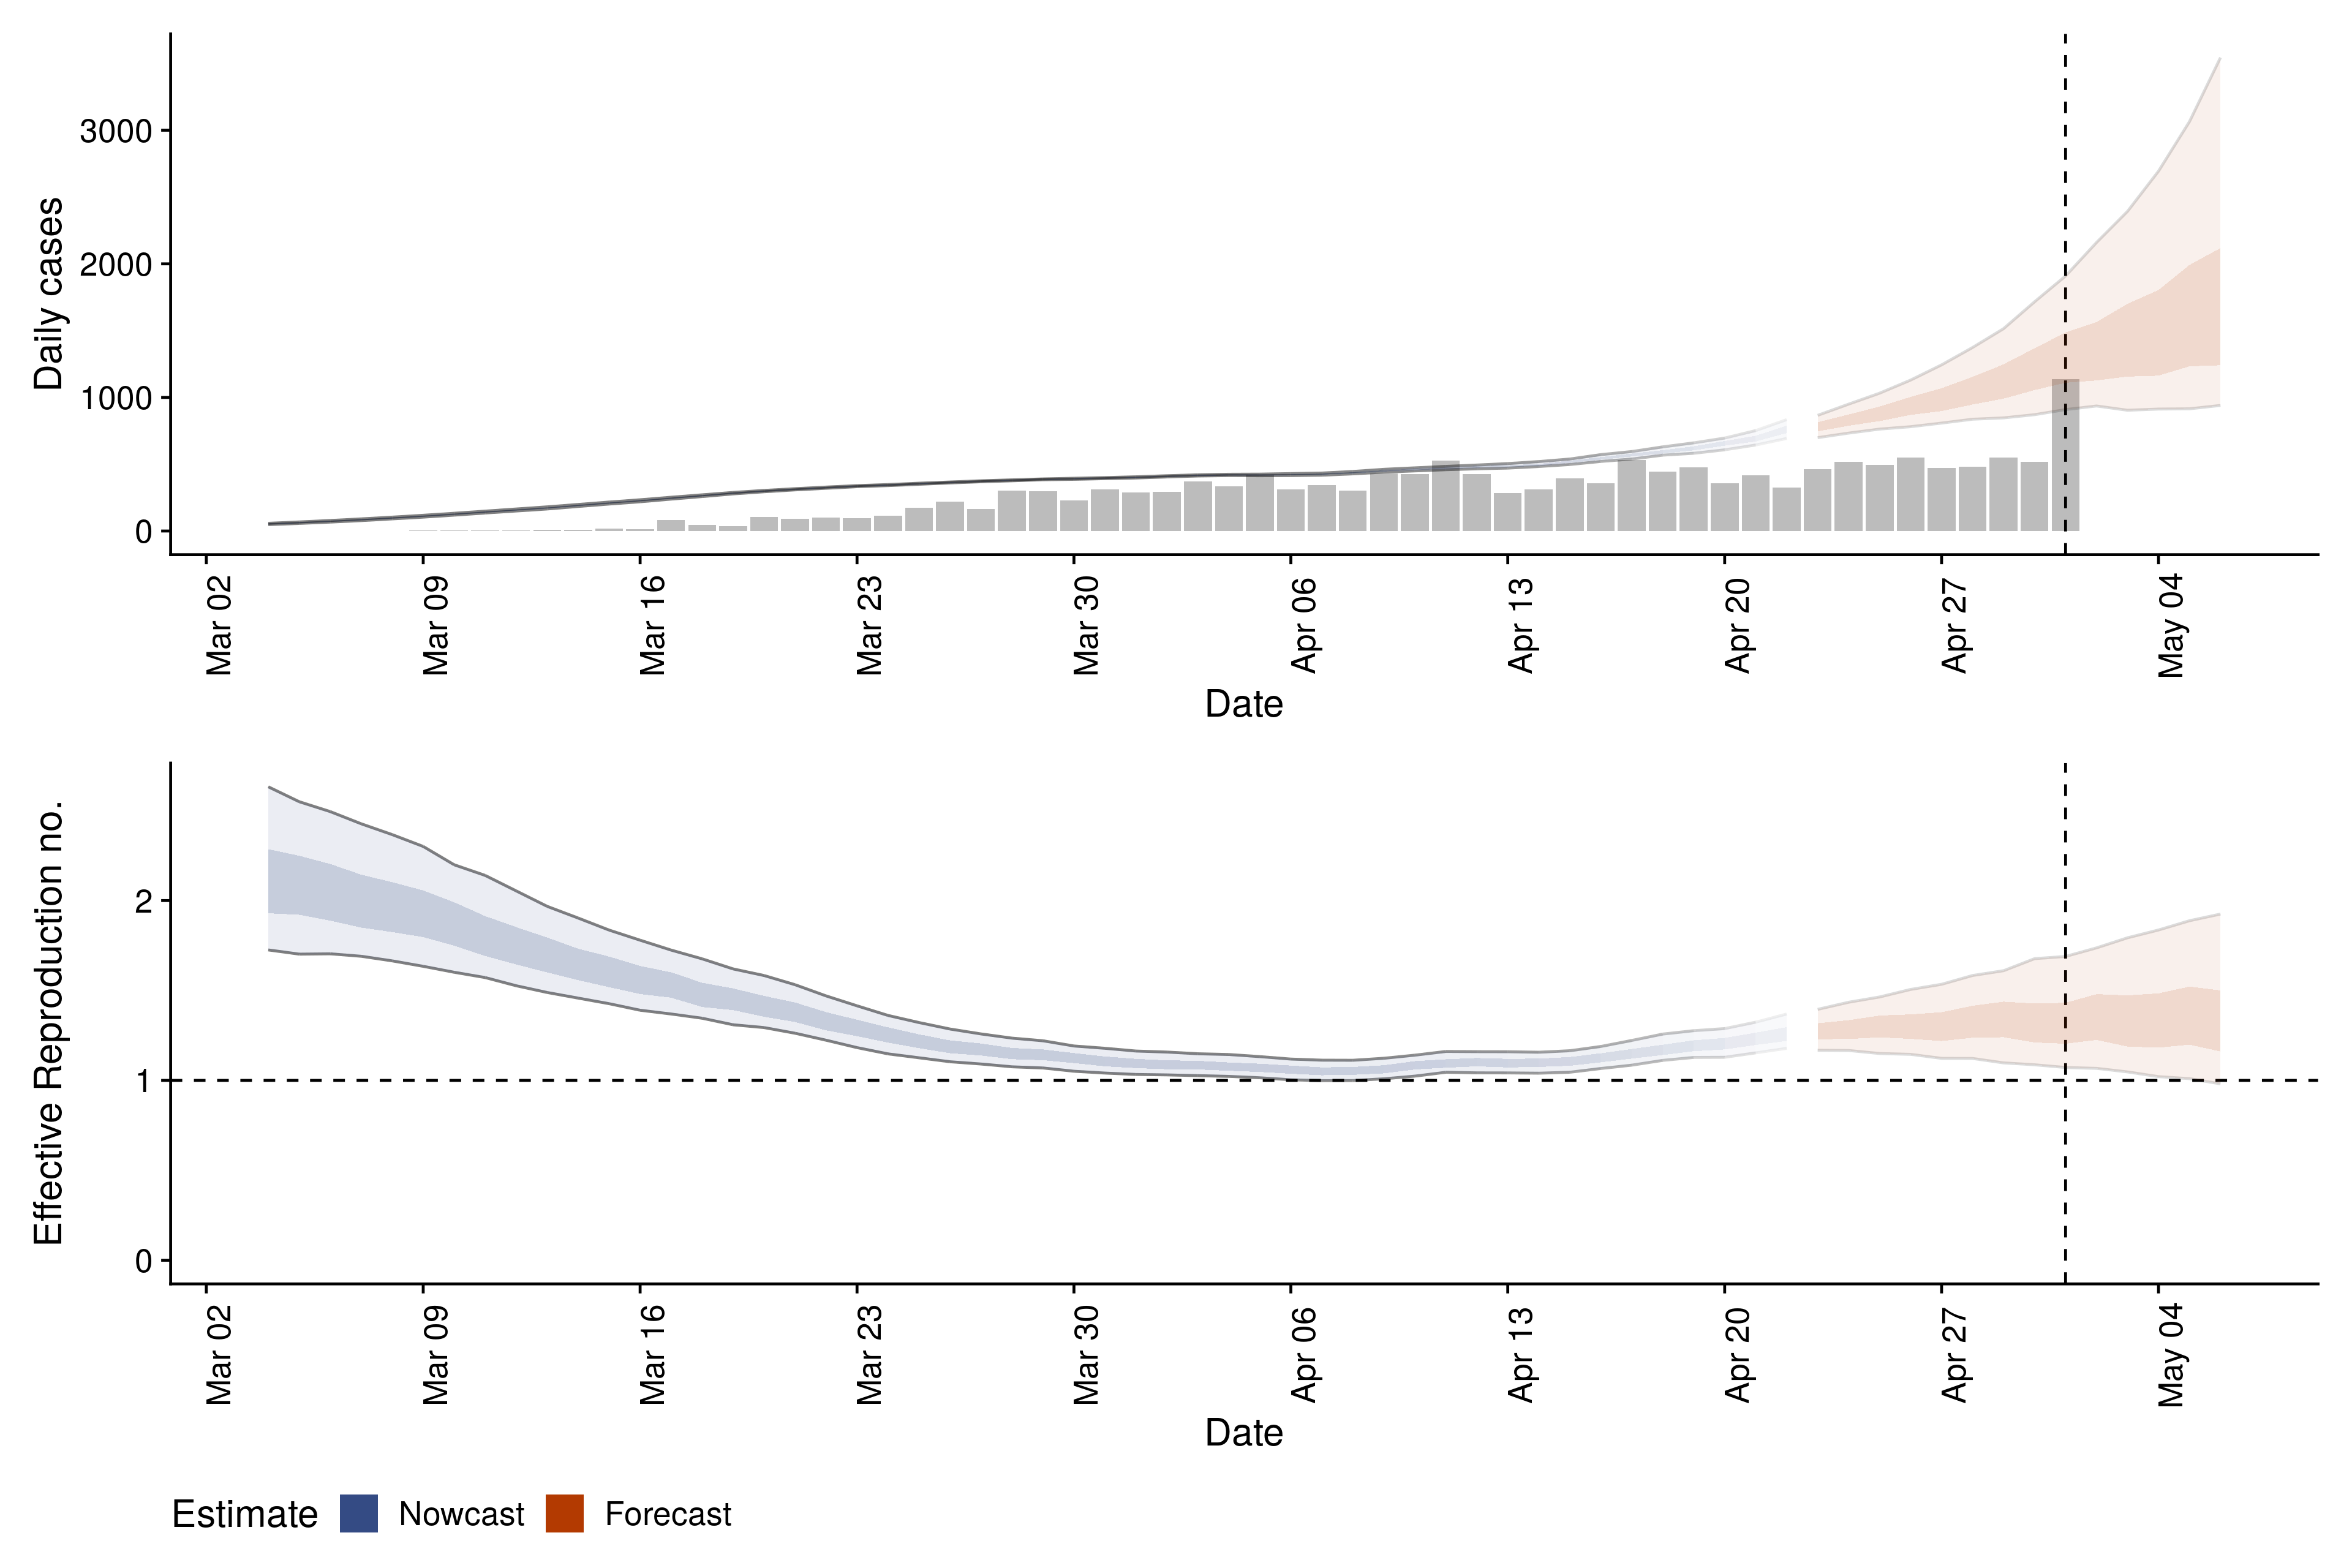 Daily cases
3000
2000
1000
0
Mar 02 Mar 09 Mar 16 Mar 23 Mar 30 Apr 06 Apr 13 Apr 20 Apr 27 May 04
Date
Effective Reproduction no.
2
1
0
Mar 02 Mar 09 Mar 16 Mar 23 Mar 30 Apr 06 Apr 13 Apr 20 Apr 27 May 04
Date
Estimate Nowcast Forecast